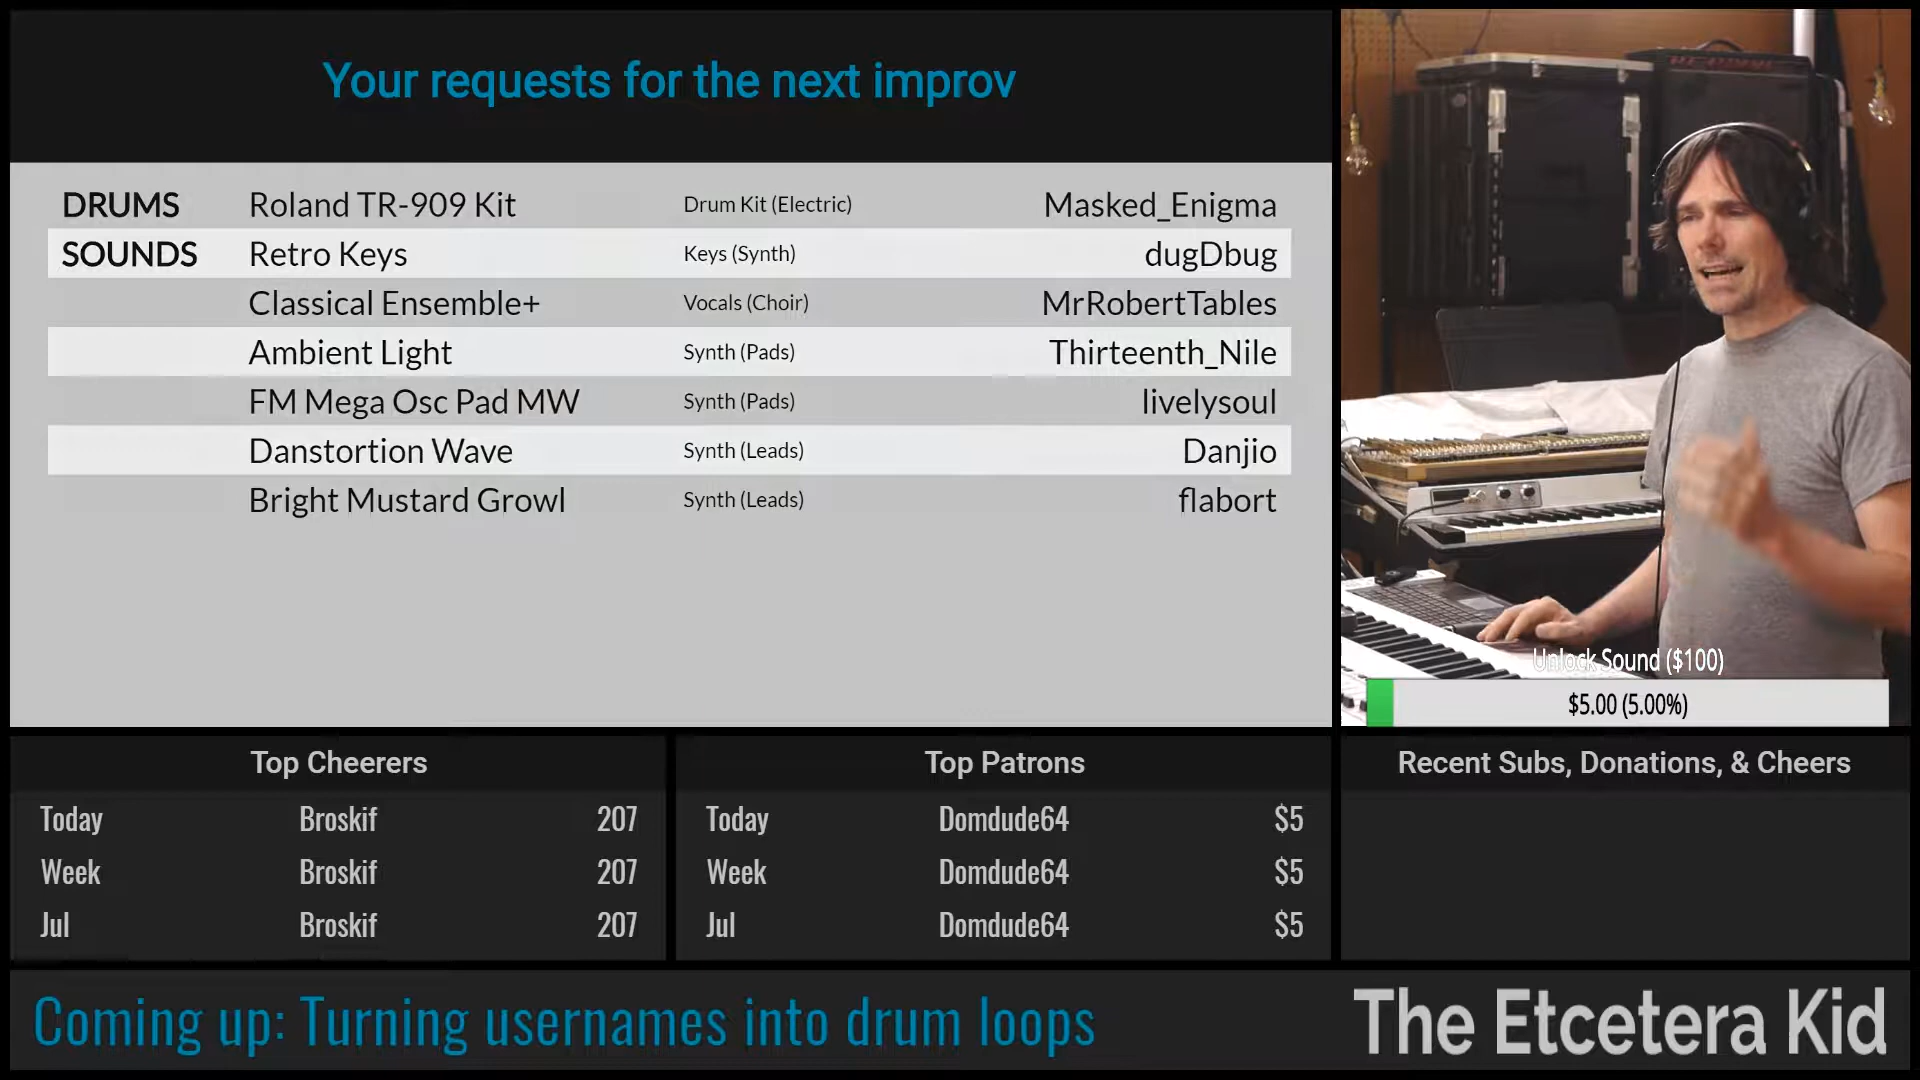 Your requests for the next improv
DRUMS Roland TR-909 Kit Drum Kit (Electric) Masked_Enigma
SOUNDS Retro Keys Keys (Synth) dugDbug
Classical Ensemble+ Vocals (Choir) MrRobertTables
Ambient Light Synth (Pads) Thirteenth_Nile
FM Mega Osc Pad MW Synth (Pads) livelysoul
Danstortion Wave Synth (Leads) Danjio
Bright Mustard Growl Synth (Leads) flabort
Unlock Sound ($100)
$5.00 (5.00%)
Top Cheerers
Today Broskif 207
Week Broskif 207
Jul Broskif 207
Top Patrons
Today Domdude64 $5
Week Domdude64 $5
Jul Domdude64 $5
Recent Subs, Donations, & Cheers
Coming up: Turning usernames into drum loops
The Etcetera Kid